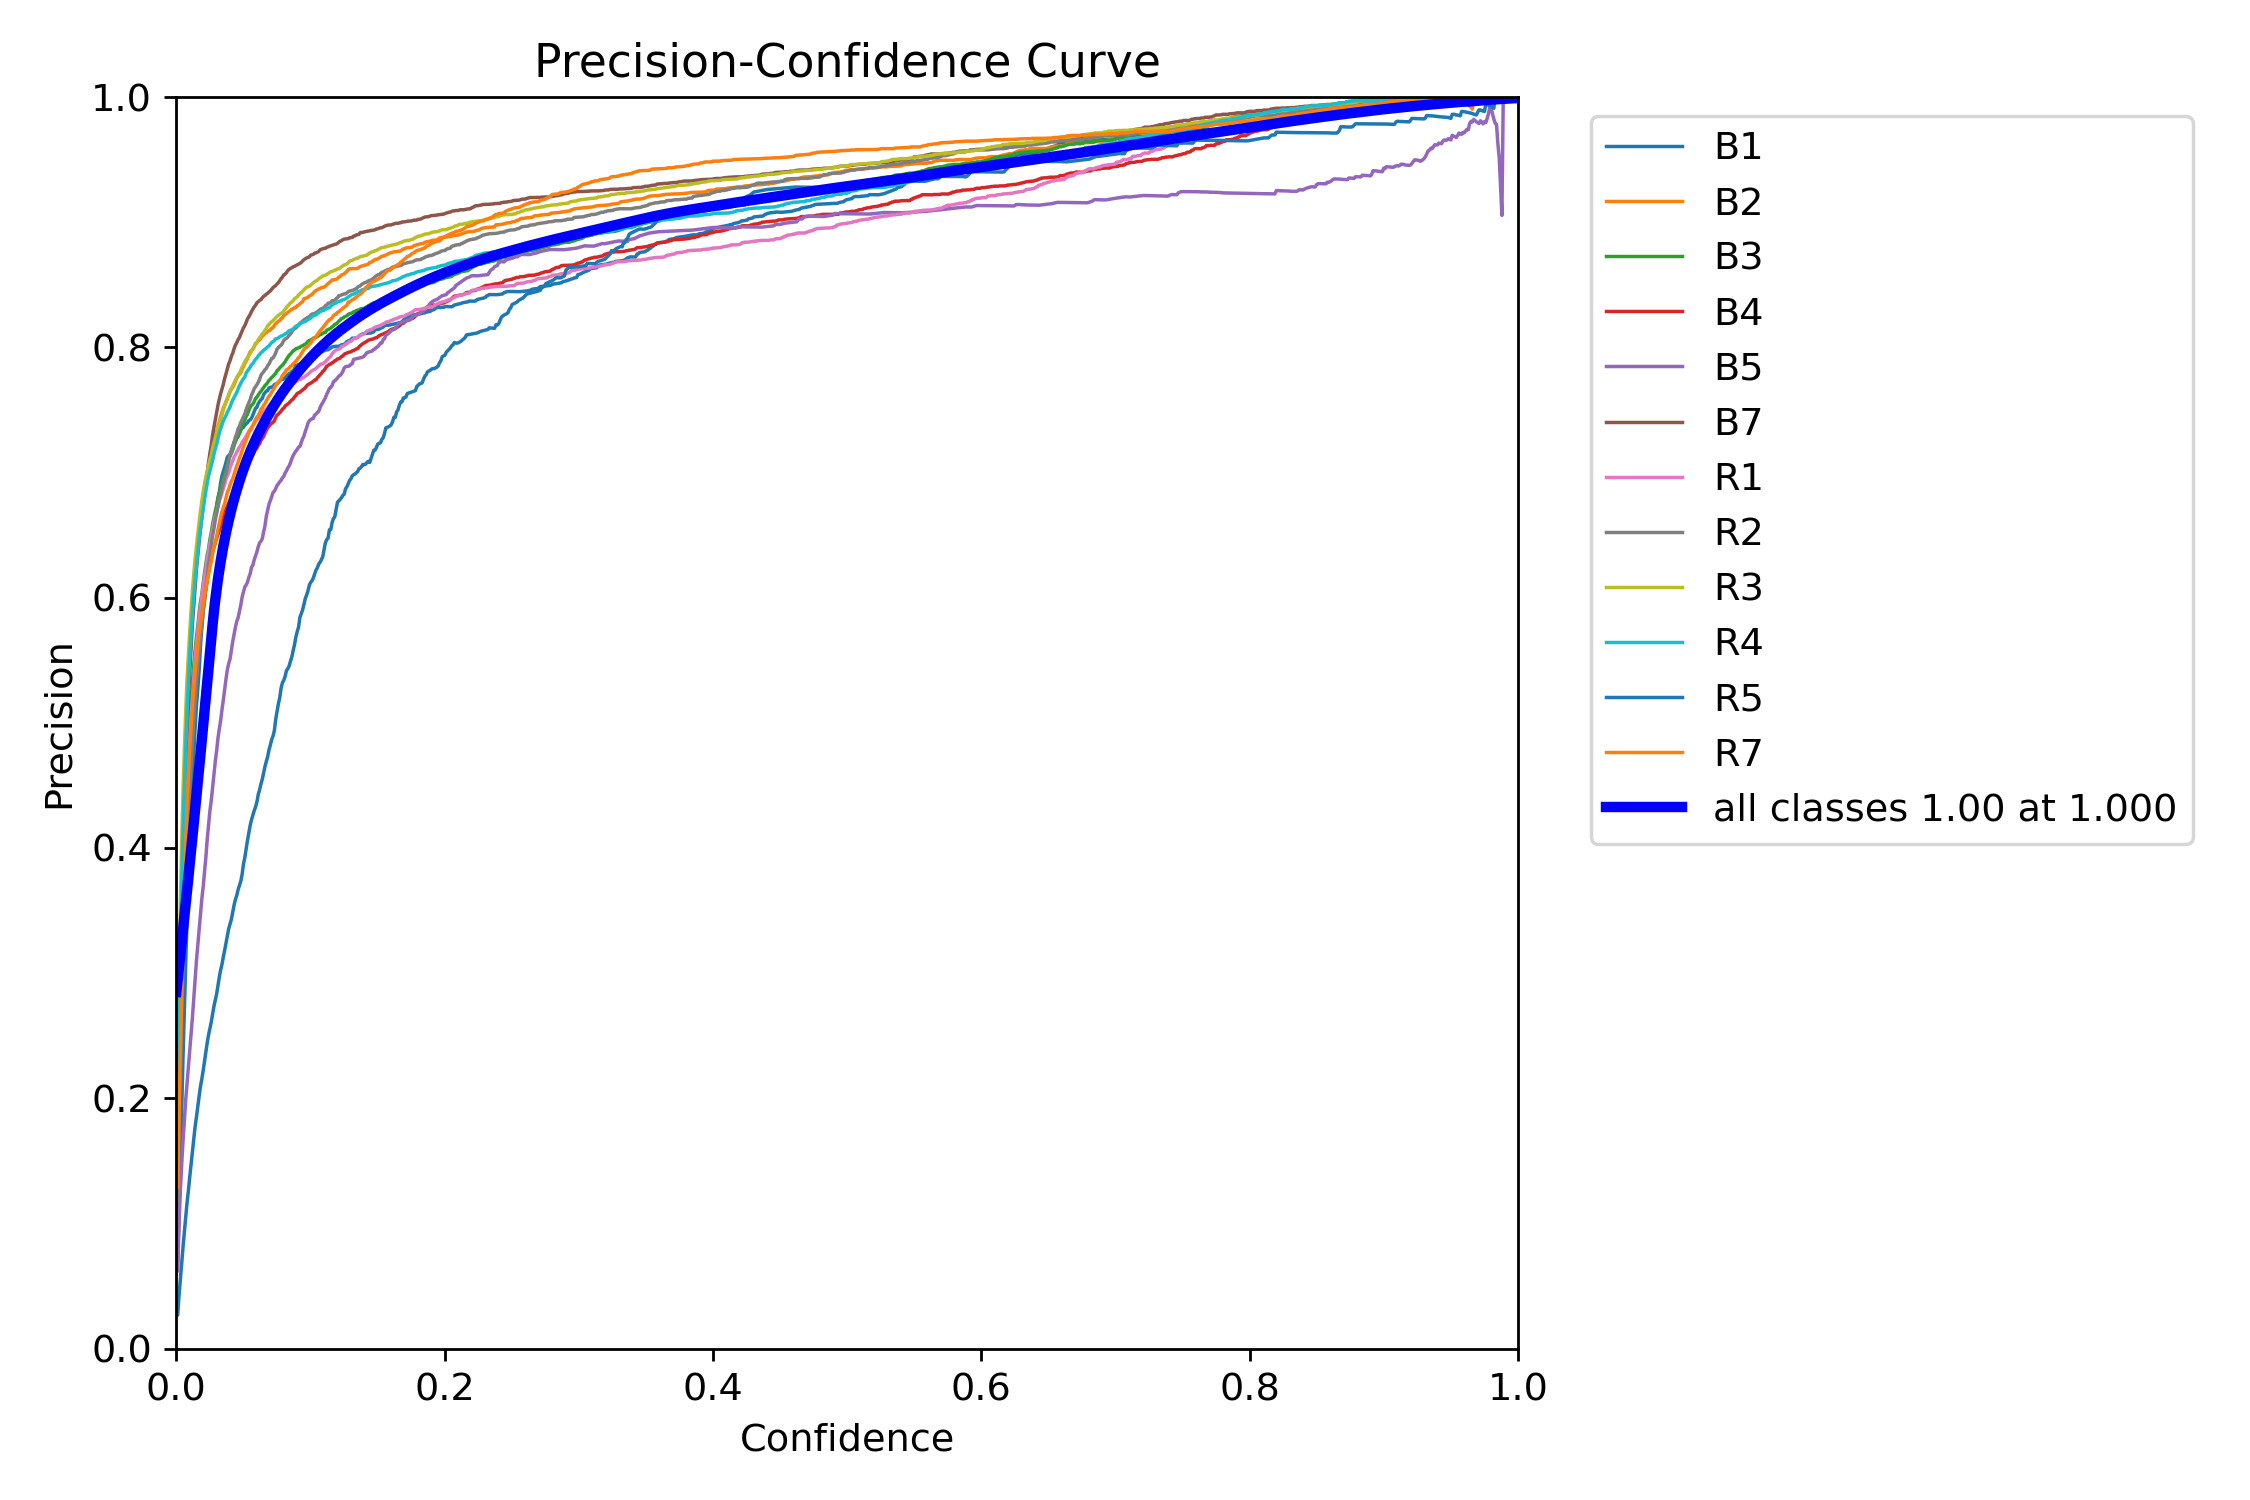 Precision-Confidence Curve
1.0
0.8
0.6
0.4
0.2
0.0
Precision
0.0 0.2 0.4 0.6 0.8 1.0
Confidence
B1
B2
B3
B4
B5
B7
R1
R2
R3
R4
R5
R7
all classes 1.00 at 1.000